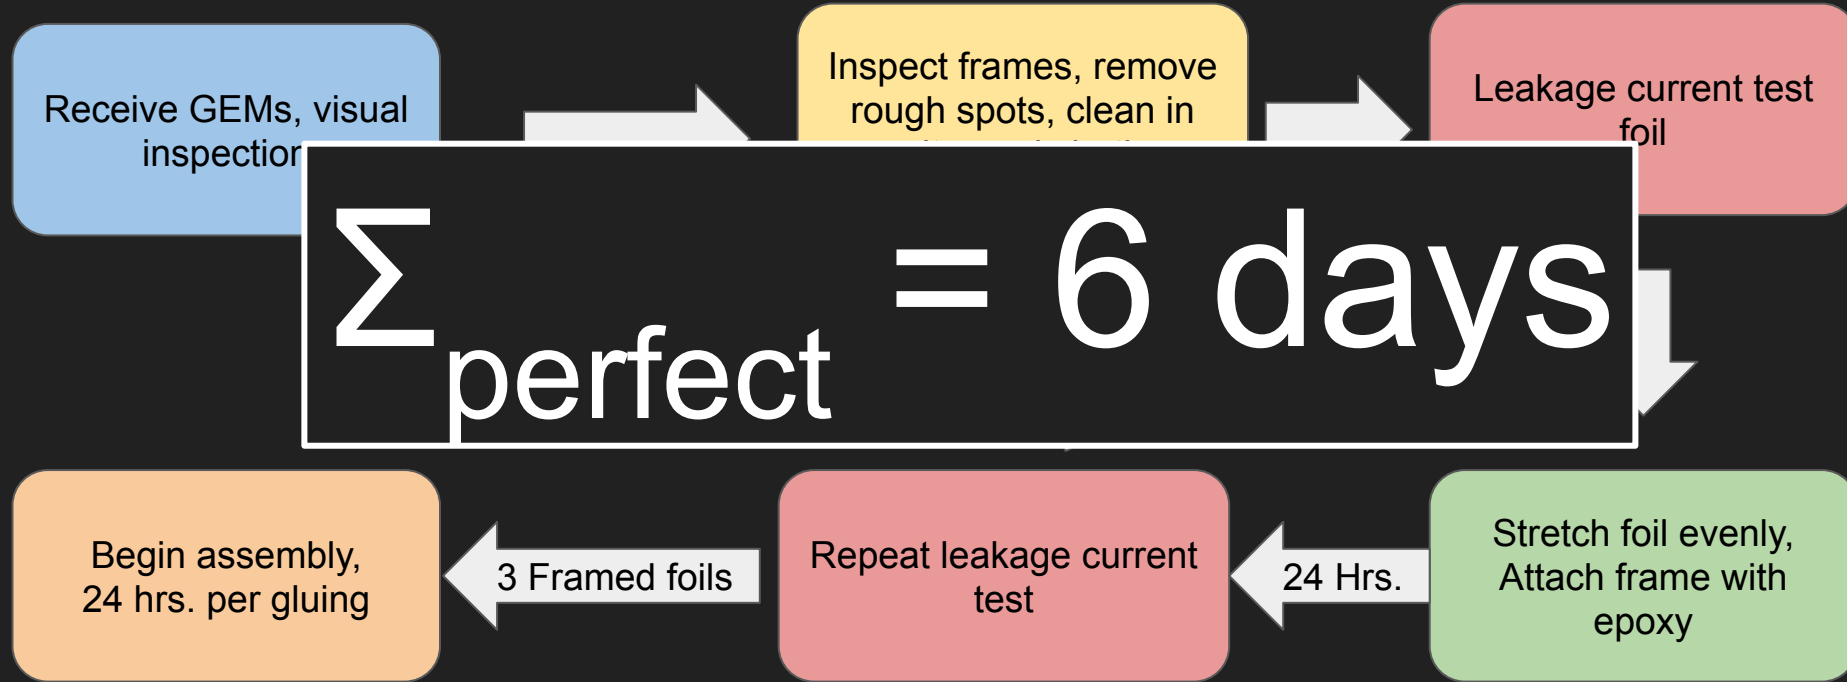 Receive GEMs, visual
inspection
Inspect frames, remove
rough spots, clean in
Leakage current test
foil
Σperfect = 6 days
Begin assembly,
24 hrs. per gluing
3 Framed foils
Repeat leakage current
test
24 Hrs.
Stretch foil evenly,
Attach frame with
epoxy